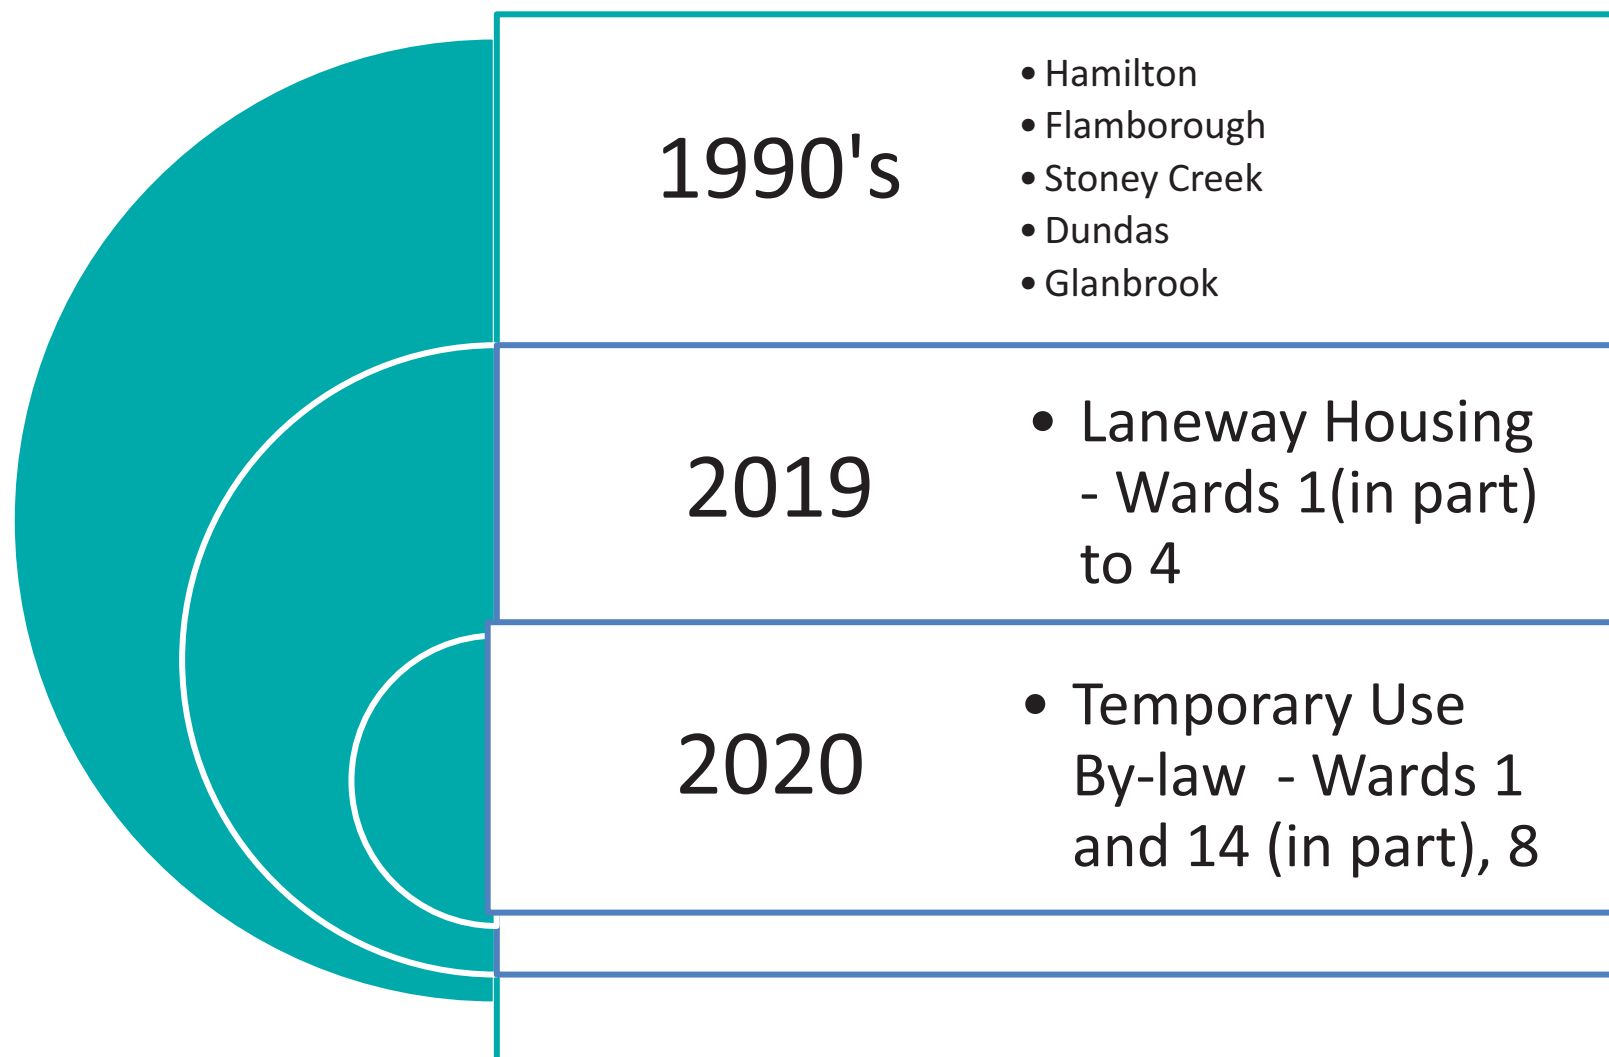 1990's
• Hamilton
• Flamborough
• Stoney Creek
• Dundas
• Glanbrook
2019
• Laneway Housing
- Wards 1(in part)
to 4
2020
• Temporary Use
By-law  - Wards 1
and 14 (in part), 8